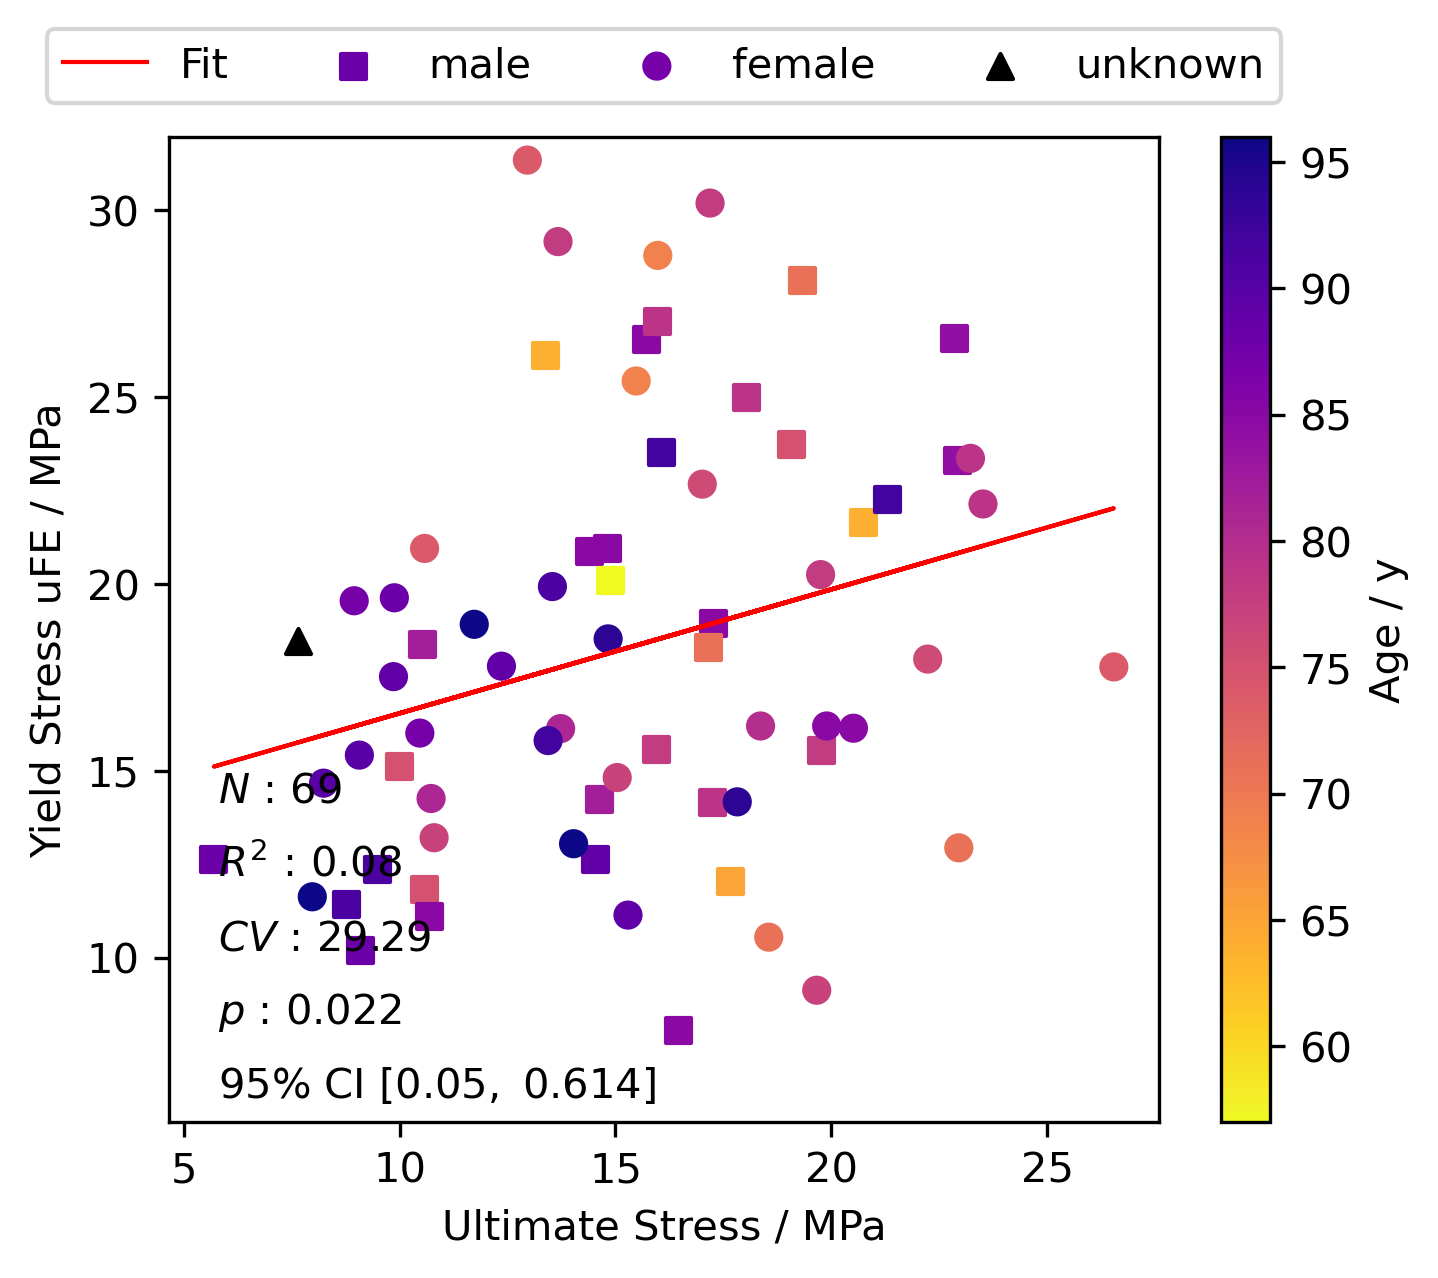 Fit male female unknown
30
25
20
15
10
Yield Stress uFE / MPa
N : 69
R² : 0.08
CV : 29.29
p : 0.022
95% CI [0.05, 0.614]
5 10 15 20 25
Ultimate Stress / MPa
95
90
85
80
75
70
65
60
Age / y